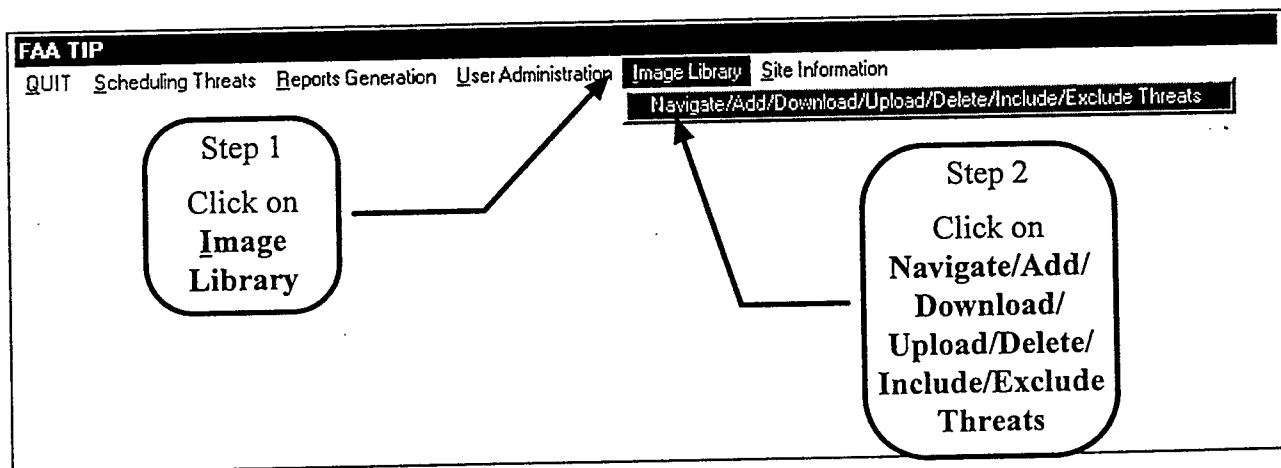 FAA TIP
QUIT Scheduling Threats Reports Generation User Administration Image Library Site Information
Navigate/Add/Download/Upload/Delete/Include/Exclude Threats
Step 1
Click on
Image
Library
Step 2
Click on
Navigate/Add/
Download/
Upload/Delete/
Include/Exclude
Threats